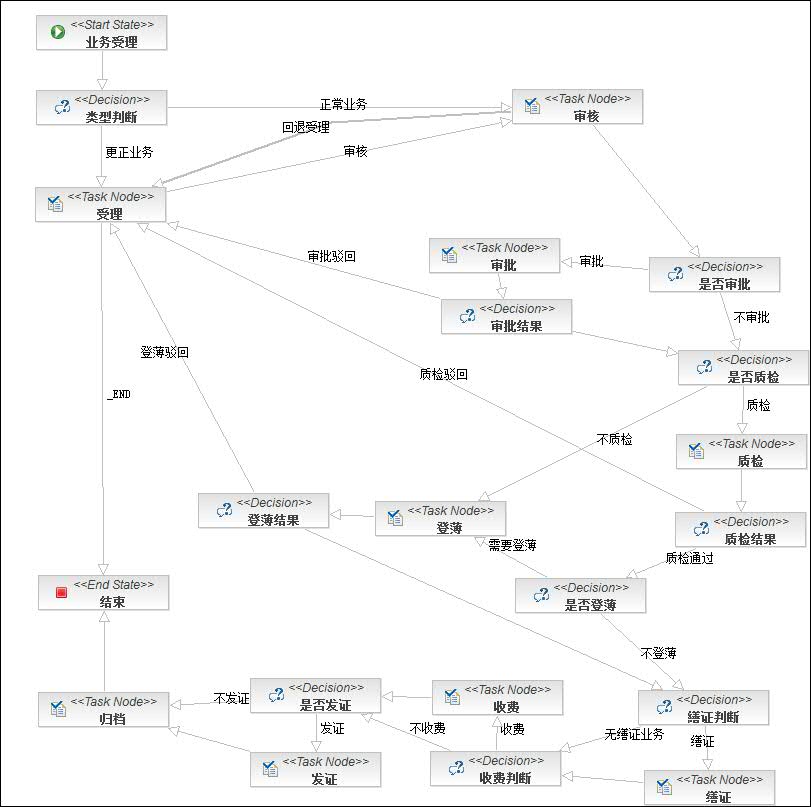 <<Start State>>
业务受理
<<Decision>>
类型判断
正常业务
<<Task Node>>
审核
回退受理
更正业务
审核
<<Task Node>>
受理
<<Task Node>>
审批
审批
<<Decision>>
是否审批
审批驳回
<<Decision>>
审批结果
不审批
登薄驳回
<<Decision>>
是否质检
质检驳回
_END
质检
不质检
<<Task Node>>
质检
<<Decision>>
登薄结果
<<Task Node>>
登薄
<<Decision>>
质检结果
需要登薄
质检通过
<<End State>>
结束
<<Decision>>
是否登薄
不登薄
<<Task Node>>
归档
不发证
<<Decision>>
是否发证
<<Task Node>>
收费
<<Decision>>
缮证判断
发证
不收费
收费
无缮证业务
缮证
<<Task Node>>
发证
<<Decision>>
收费判断
<<Task Node>>
缮证